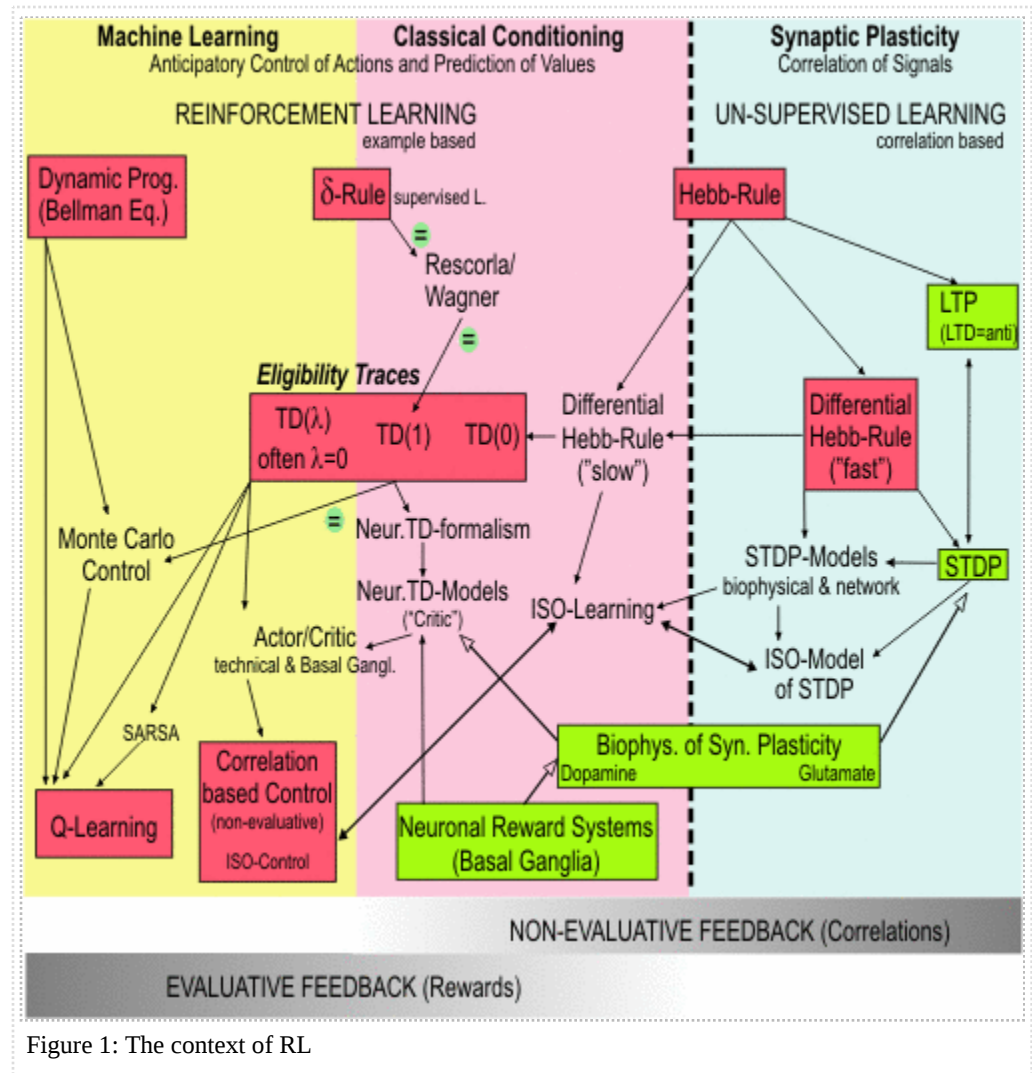 Machine Learning
Classical Conditioning
Anticipatory Control of Actions and Prediction of Values
Synaptic Plasticity
Correlation of Signals
REINFORCEMENT LEARNING
example based
UN-SUPERVISED LEARNING
correlation based
Dynamic Prog.
(Bellman Eq.)
δ-Rule supervised L.
Hebb-Rule
=
Rescorla/
Wagner
=
LTP
(LTD=anti)
Eligibility Traces
TD(λ)
often λ=0
TD(1)
TD(0)
Differential
Hebb-Rule
("slow")
Differential
Hebb-Rule
("fast")
=
Monte Carlo
Control
Neur.TD-formalism
Neur.TD-Models
("Critic")
STDP-Models
biophysical & network
STDP
ISO-Learning
Actor/Critic
technical & Basal Gangl.
ISO-Model
of STDP
SARSA
Correlation
based Control
(non-evaluative)
ISO-Control
Biophys. of Syn. Plasticity
Dopamine
Glutamate
Q-Learning
Neuronal Reward Systems
(Basal Ganglia)
NON-EVALUATIVE FEEDBACK (Correlations)
EVALUATIVE FEEDBACK (Rewards)
Figure 1: The context of RL